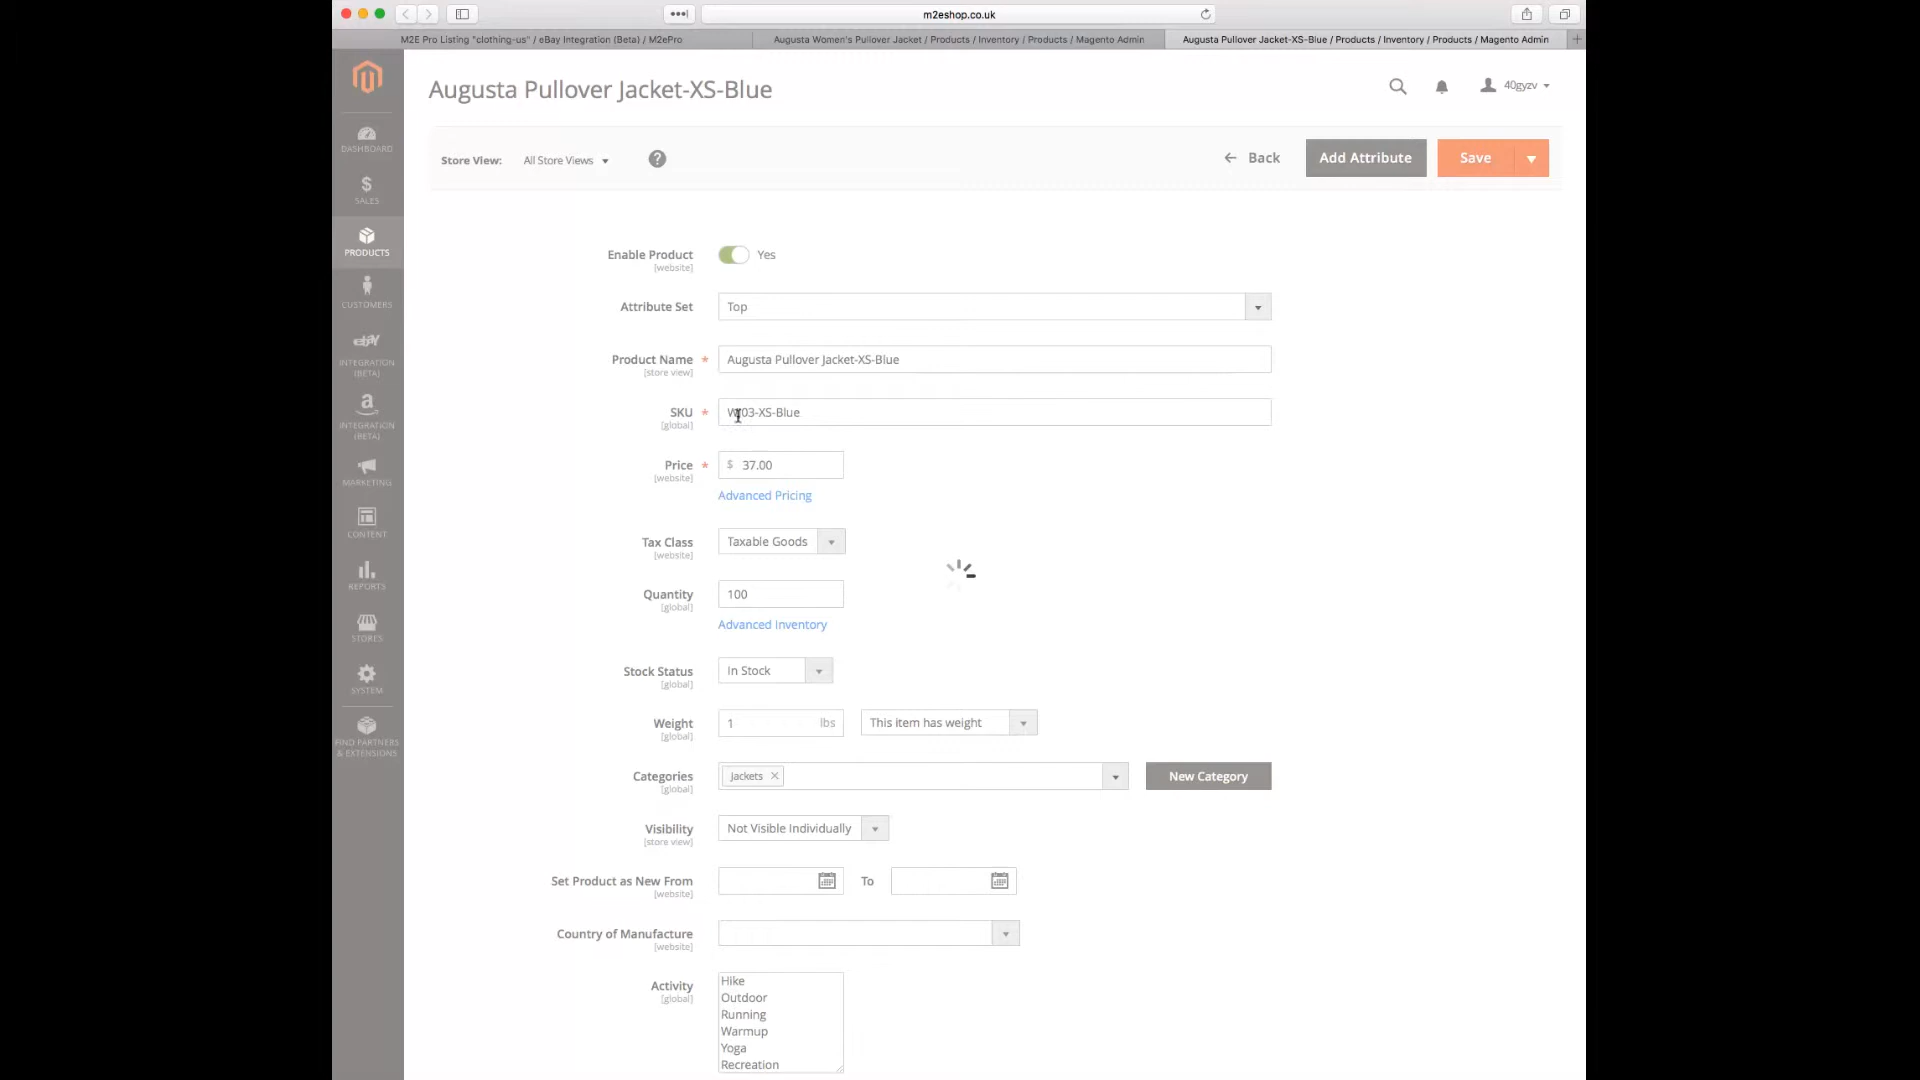 m2eshop.co.uk
M2E Pro Listing "clothing-us" / eBay Integration (Beta) / M2ePro
Augusta Women's Pullover Jacket / Products / Inventory / Products / Magento Admin
Augusta Pullover Jacket-XS-Blue / Products / Inventory / Products / Magento Admin
Augusta Pullover Jacket-XS-Blue
40gyzv
Store View: All Store Views ?
Back
Add Attribute
Save
DASHBOARD
$
SALES
PRODUCTS
CUSTOMERS
ebay
INTEGRATION
(BETA)
a
INTEGRATION
(BETA)
MARKETING
CONTENT
REPORTS
STORES
SYSTEM
FIND PARTNERS
& EXTENSIONS
Enable Product Yes
[website]
Attribute Set Top
Product Name * Augusta Pullover Jacket-XS-Blue
[store view]
SKU * 03-XS-Blue
[global]
Price * $ 37.00
[website]
Advanced Pricing
Tax Class Taxable Goods
[website]
Quantity 100
[global]
Advanced Inventory
Stock Status In Stock
[global]
Weight 1 lbs This item has weight
[global]
Categories Jackets New Category
[global]
Visibility Not Visible Individually
[store view]
Set Product as New From To
[website]
Country of Manufacture
[website]
Activity Hike
[global]
Outdoor
Running
Warmup
Yoga
Recreation